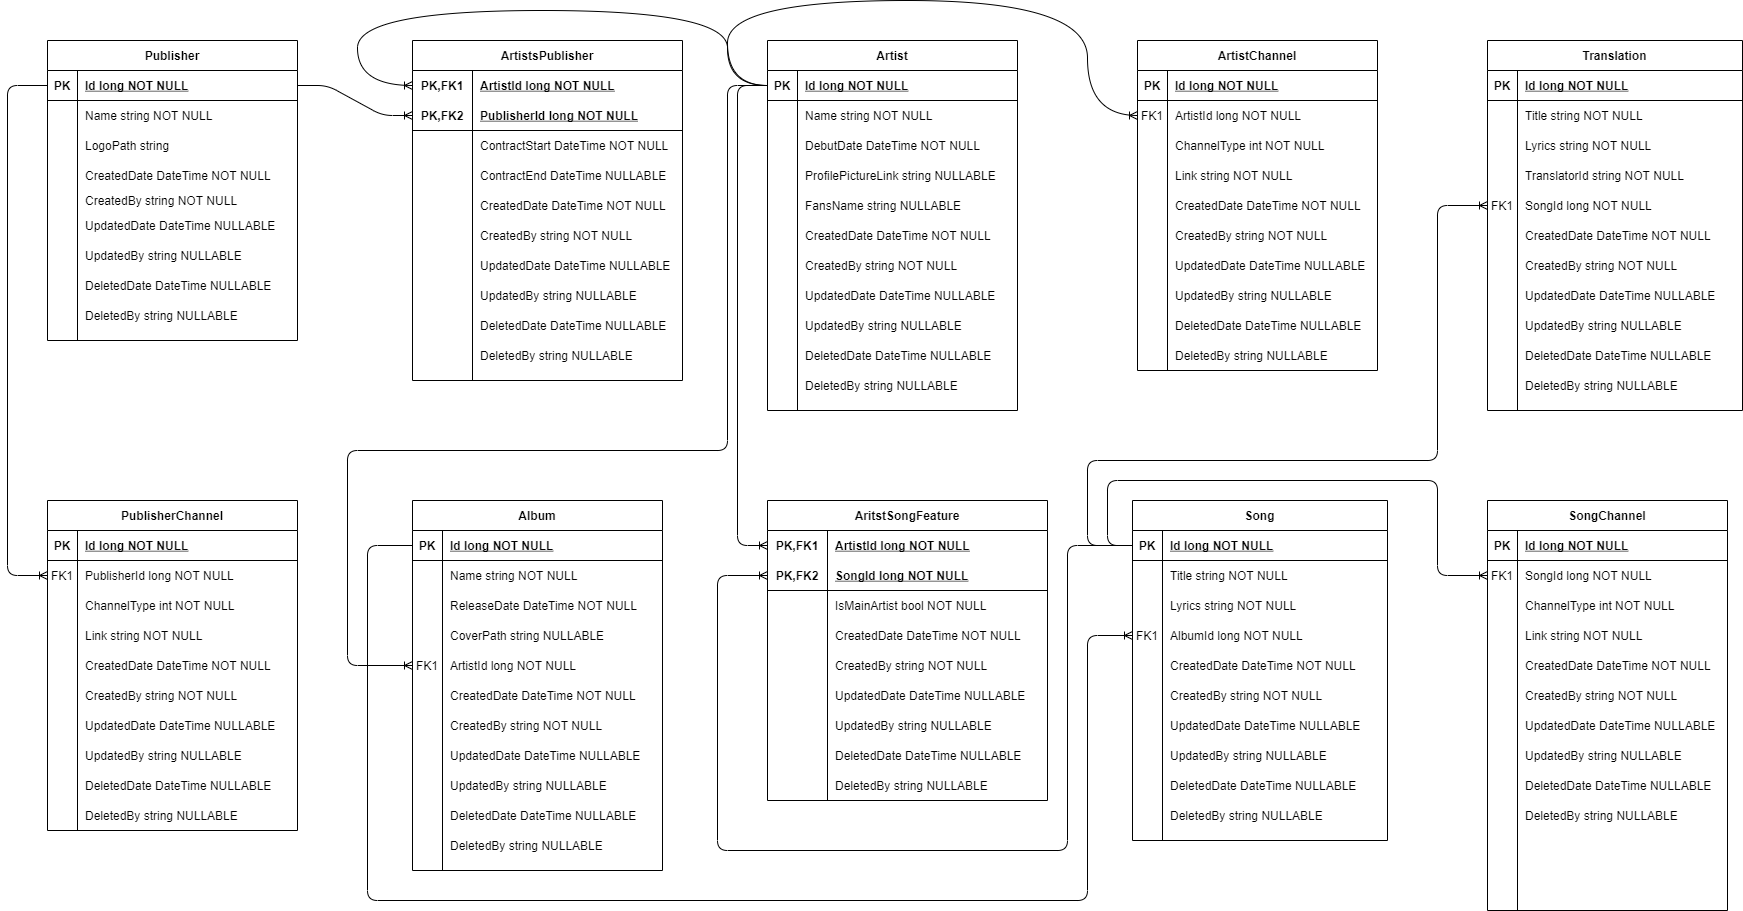 Publisher
PK Id long NOT NULL
Name string NOT NULL
LogoPath string
CreatedDate DateTime NOT NULL
CreatedBy string NOT NULL
UpdatedDate DateTime NULLABLE
UpdatedBy string NULLABLE
DeletedDate DateTime NULLABLE
DeletedBy string NULLABLE
ArtistsPublisher
PK,FK1 ArtistId long NOT NULL
PK,FK2 PublisherId long NOT NULL
ContractStart DateTime NOT NULL
ContractEnd DateTime NULLABLE
CreatedDate DateTime NOT NULL
CreatedBy string NOT NULL
UpdatedDate DateTime NULLABLE
UpdatedBy string NULLABLE
DeletedDate DateTime NULLABLE
DeletedBy string NULLABLE
Artist
PK Id long NOT NULL
Name string NOT NULL
DebutDate DateTime NOT NULL
ProfilePictureLink string NULLABLE
FansName string NULLABLE
CreatedDate DateTime NOT NULL
CreatedBy string NOT NULL
UpdatedDate DateTime NULLABLE
UpdatedBy string NULLABLE
DeletedDate DateTime NULLABLE
DeletedBy string NULLABLE
ArtistChannel
PK Id long NOT NULL
FK1 ArtistId long NOT NULL
ChannelType int NOT NULL
Link string NOT NULL
CreatedDate DateTime NOT NULL
CreatedBy string NOT NULL
UpdatedDate DateTime NULLABLE
UpdatedBy string NULLABLE
DeletedDate DateTime NULLABLE
DeletedBy string NULLABLE
Translation
PK Id long NOT NULL
Title string NOT NULL
Lyrics string NOT NULL
TranslatorId string NOT NULL
FK1 SongId long NOT NULL
CreatedDate DateTime NOT NULL
CreatedBy string NOT NULL
UpdatedDate DateTime NULLABLE
UpdatedBy string NULLABLE
DeletedDate DateTime NULLABLE
DeletedBy string NULLABLE
PublisherChannel
PK Id long NOT NULL
FK1 PublisherId long NOT NULL
ChannelType int NOT NULL
Link string NOT NULL
CreatedDate DateTime NOT NULL
CreatedBy string NOT NULL
UpdatedDate DateTime NULLABLE
UpdatedBy string NULLABLE
DeletedDate DateTime NULLABLE
DeletedBy string NULLABLE
Album
PK Id long NOT NULL
Name string NOT NULL
ReleaseDate DateTime NOT NULL
CoverPath string NULLABLE
FK1 ArtistId long NOT NULL
CreatedDate DateTime NOT NULL
CreatedBy string NOT NULL
UpdatedDate DateTime NULLABLE
UpdatedBy string NULLABLE
DeletedDate DateTime NULLABLE
DeletedBy string NULLABLE
AritstSongFeature
PK,FK1 ArtistId long NOT NULL
PK,FK2 SongId long NOT NULL
IsMainArtist bool NOT NULL
CreatedDate DateTime NOT NULL
CreatedBy string NOT NULL
UpdatedDate DateTime NULLABLE
UpdatedBy string NULLABLE
DeletedDate DateTime NULLABLE
DeletedBy string NULLABLE
Song
PK Id long NOT NULL
Title string NOT NULL
Lyrics string NOT NULL
FK1 AlbumId long NOT NULL
CreatedDate DateTime NOT NULL
CreatedBy string NOT NULL
UpdatedDate DateTime NULLABLE
UpdatedBy string NULLABLE
DeletedDate DateTime NULLABLE
DeletedBy string NULLABLE
SongChannel
PK Id long NOT NULL
FK1 SongId long NOT NULL
ChannelType int NOT NULL
Link string NOT NULL
CreatedDate DateTime NOT NULL
CreatedBy string NOT NULL
UpdatedDate DateTime NULLABLE
UpdatedBy string NULLABLE
DeletedDate DateTime NULLABLE
DeletedBy string NULLABLE